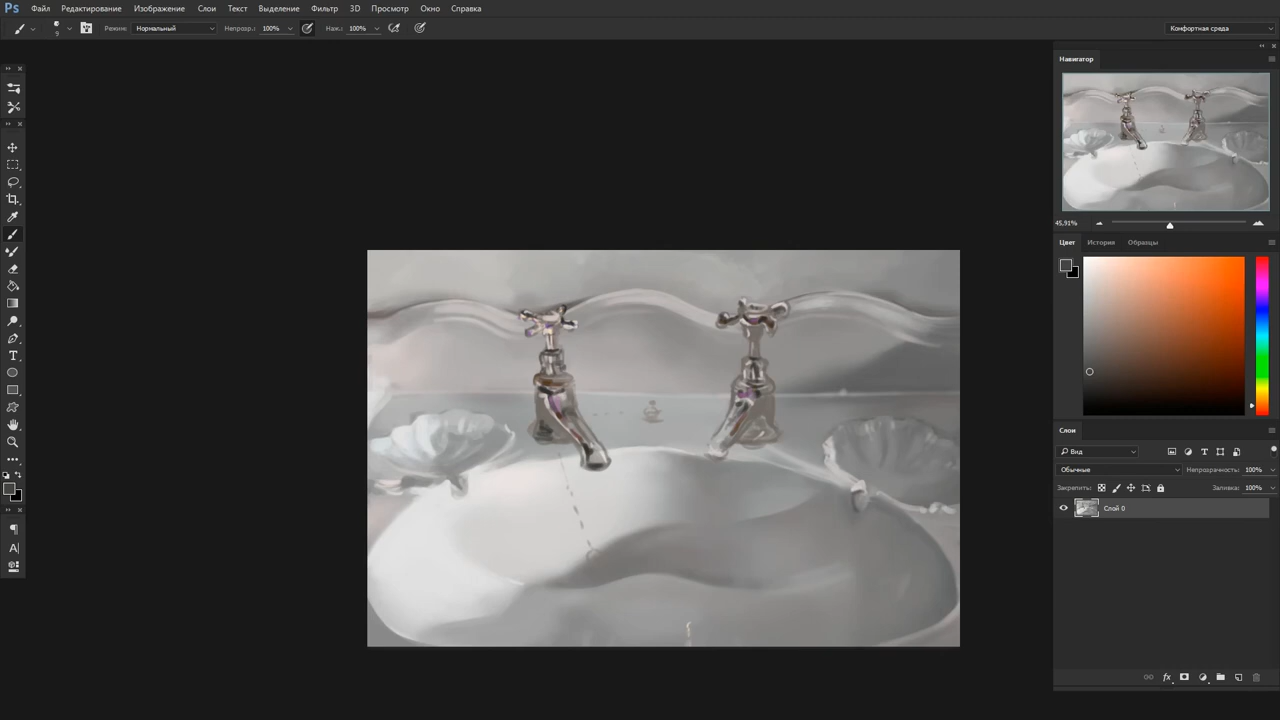 Ps Файл Редактирование Изображение Слои Текст Выделение Фильтр 3D Просмотр Окно Справка
9 Режим: Нормальный Непрозр.: 100% Наж.: 100% Комфортная среда
Навигатор
45,91%
Цвет История Образцы
Слои
Вид
Обычные Непрозрачность: 100%
Закрепить: Заливка: 100%
Слой 0